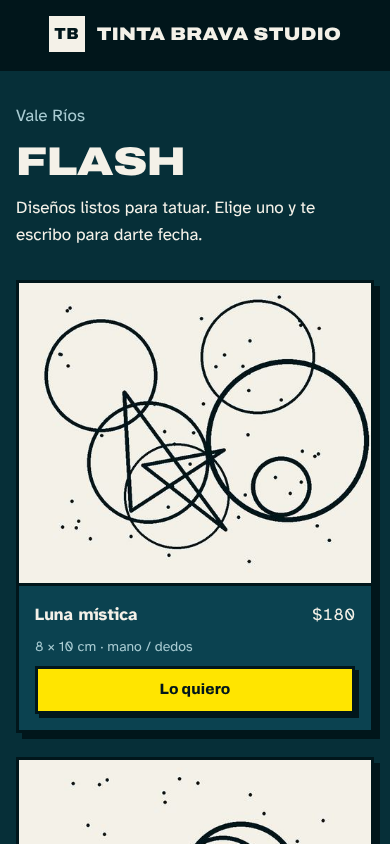 TB TINTA BRAVA STUDIO
Vale Ríos
FLASH
Diseños listos para tatuar. Elige uno y te
escribo para darte fecha.
Luna mística $180
8 × 10 cm · mano / dedos
Lo quiero